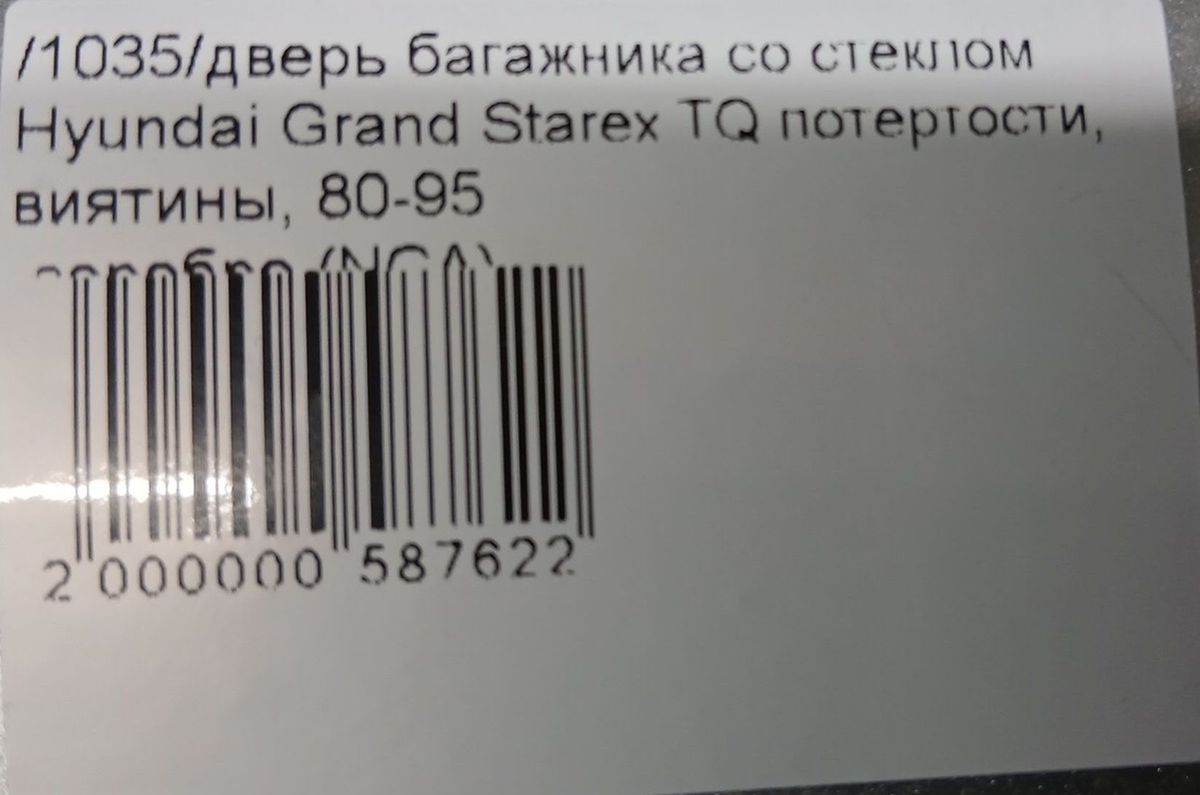 /1035/дверь багажника со стеклом
Hyundai Grand Starex TQ потертости,
виятины, 80-95
2 000000 587622